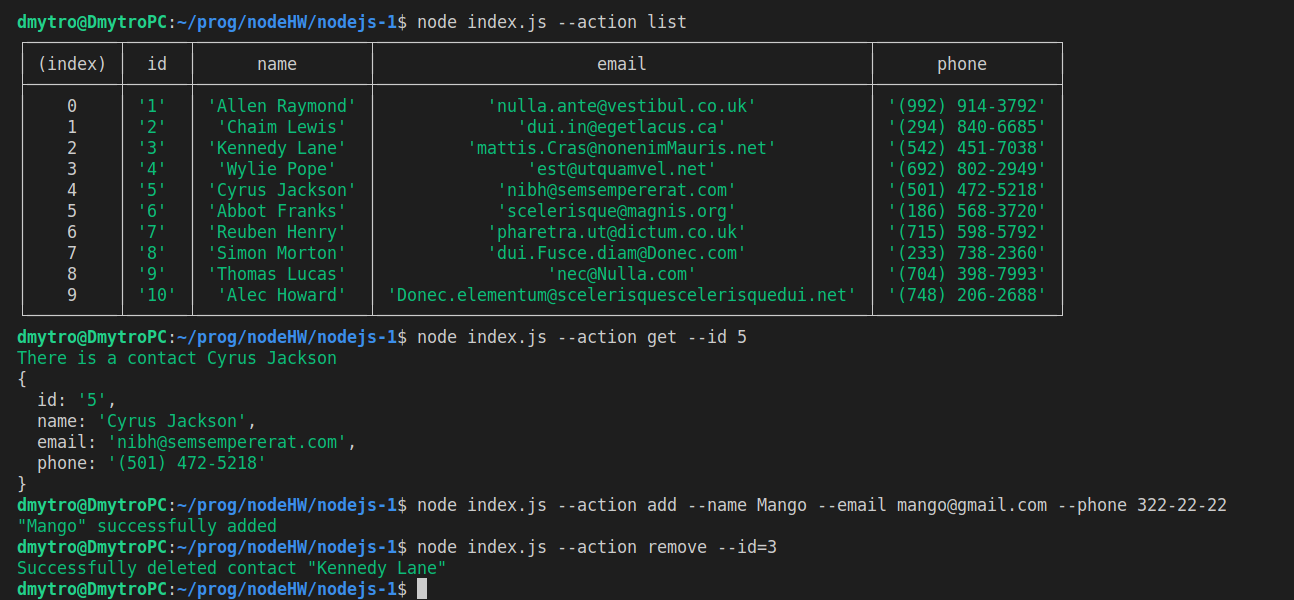 dmytro@DmytroPC:~/prog/nodeHW/nodejs-1$ node index.js --action list
(index) id name email phone
0 '1' 'Allen Raymond' 'nulla.ante@vestibul.co.uk' '(992) 914-3792'
1 '2' 'Chaim Lewis' 'dui.in@egetlacus.ca' '(294) 840-6685'
2 '3' 'Kennedy Lane' 'mattis.Cras@nonenimMauris.net' '(542) 451-7038'
3 '4' 'Wylie Pope' 'est@utquamvel.net' '(692) 802-2949'
4 '5' 'Cyrus Jackson' 'nibh@semsempererat.com' '(501) 472-5218'
5 '6' 'Abbot Franks' 'scelerisque@magnis.org' '(186) 568-3720'
6 '7' 'Reuben Henry' 'pharetra.ut@dictum.co.uk' '(715) 598-5792'
7 '8' 'Simon Morton' 'dui.Fusce.diam@Donec.com' '(233) 738-2360'
8 '9' 'Thomas Lucas' 'nec@Nulla.com' '(704) 398-7993'
9 '10' 'Alec Howard' 'Donec.elementum@scelerisquescelerisquedui.net' '(748) 206-2688'
dmytro@DmytroPC:~/prog/nodeHW/nodejs-1$ node index.js --action get --id 5
There is a contact Cyrus Jackson
{
  id: '5',
  name: 'Cyrus Jackson',
  email: 'nibh@semsempererat.com',
  phone: '(501) 472-5218'
}
dmytro@DmytroPC:~/prog/nodeHW/nodejs-1$ node index.js --action add --name Mango --email mango@gmail.com --phone 322-22-22
"Mango" successfully added
dmytro@DmytroPC:~/prog/nodeHW/nodejs-1$ node index.js --action remove --id=3
Successfully deleted contact "Kennedy Lane"
dmytro@DmytroPC:~/prog/nodeHW/nodejs-1$